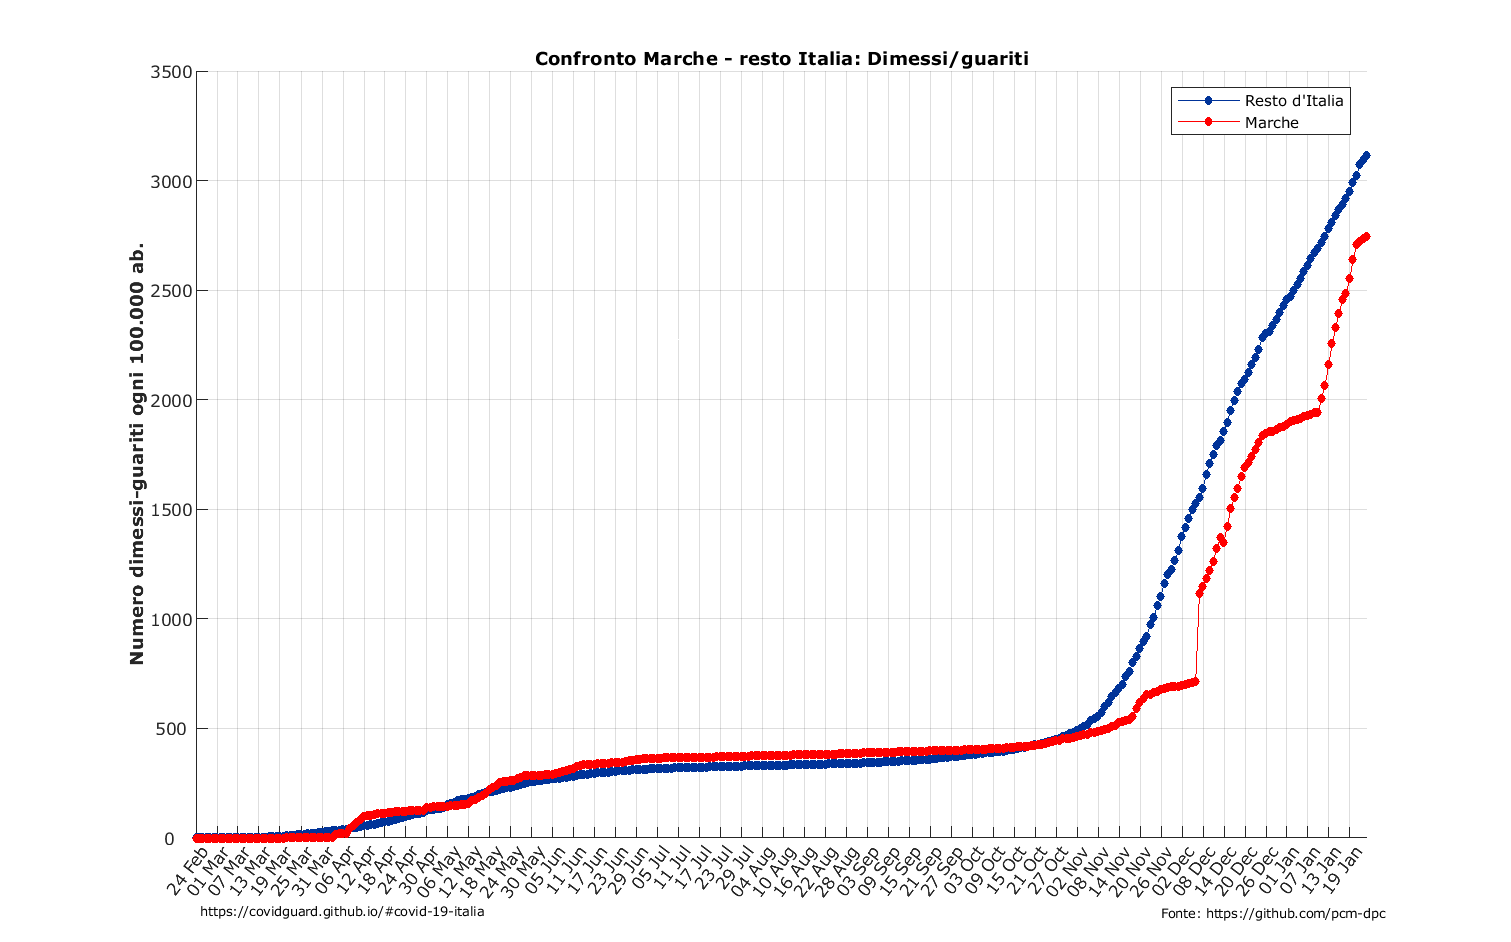 Confronto Marche - resto Italia: Dimessi/guariti
Resto d'Italia
Marche
Numero dimessi-guariti ogni 100.000 ab.
3500
3000
2500
2000
1500
1000
500
0
24 Feb
01 Mar
07 Mar
13 Mar
19 Mar
25 Mar
31 Mar
06 Apr
12 Apr
18 Apr
24 Apr
30 Apr
06 May
12 May
18 May
24 May
30 May
05 Jun
11 Jun
17 Jun
23 Jun
29 Jun
05 Jul
11 Jul
17 Jul
23 Jul
29 Jul
04 Aug
10 Aug
16 Aug
22 Aug
28 Aug
03 Sep
09 Sep
15 Sep
21 Sep
27 Sep
03 Oct
09 Oct
15 Oct
21 Oct
27 Oct
02 Nov
08 Nov
14 Nov
20 Nov
26 Nov
02 Dec
08 Dec
14 Dec
20 Dec
26 Dec
01 Jan
07 Jan
13 Jan
19 Jan
https://covidguard.github.io/#covid-19-italia
Fonte: https://github.com/pcm-dpc